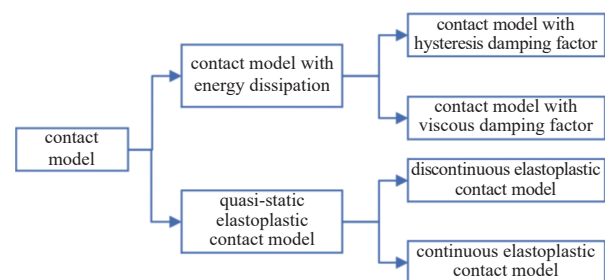 contact
model
contact model with
energy dissipation
quasi-static
elastoplastic
contact model
contact model with
hysteresis damping factor
contact model with
viscous damping factor
discontinuous elastoplastic
contact model
continuous elastoplastic
contact model